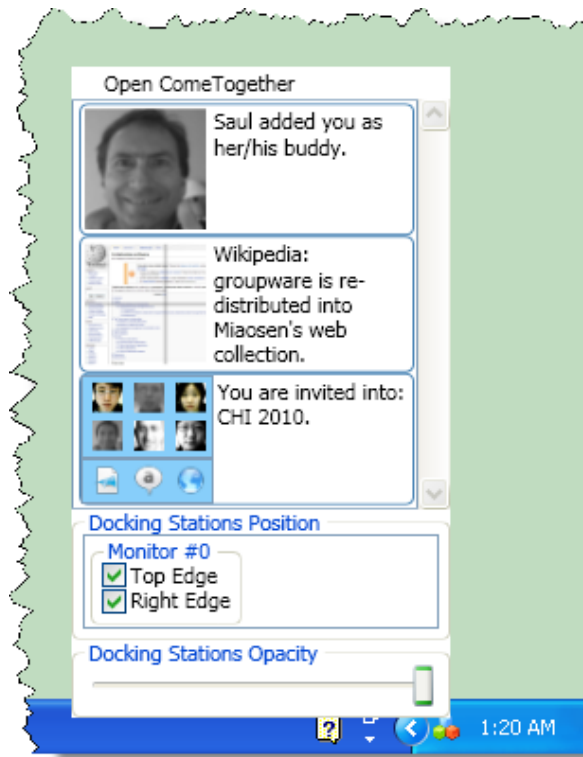 Open ComeTogether
Saul added you as
her/his buddy.
Wikipedia:
groupware is re-
distributed into
Miaosen's web
collection.
You are invited into:
CHI 2010.
Docking Stations Position
Monitor #0
Top Edge
Right Edge
Docking Stations Opacity
1:20 AM